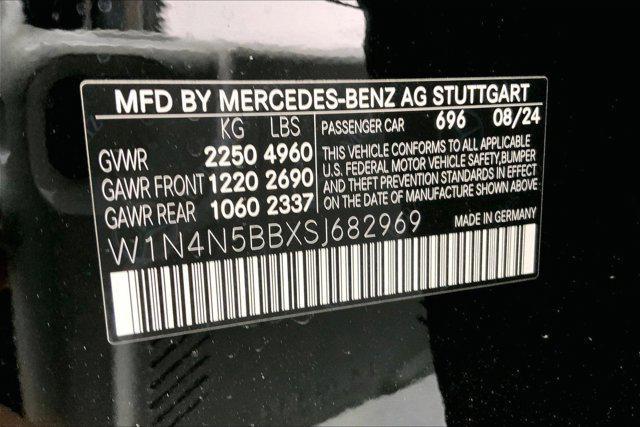 MFD BY MERCEDES-BENZ AG STUTTGART
KG LBS
GVWR 2250 4960
GAWR FRONT 1220 2690
GAWR REAR 1060 2337
PASSENGER CAR 696 08/24
THIS VEHICLE CONFORMS TO ALL APPLICABLE
U.S. FEDERAL MOTOR VEHICLE SAFETY, BUMPER
AND THEFT PREVENTION STANDARDS IN EFFECT
ON THE DATE OF MANUFACTURE SHOWN ABOVE
W1N4N5BBXSJ682969 MADE IN GERMANY